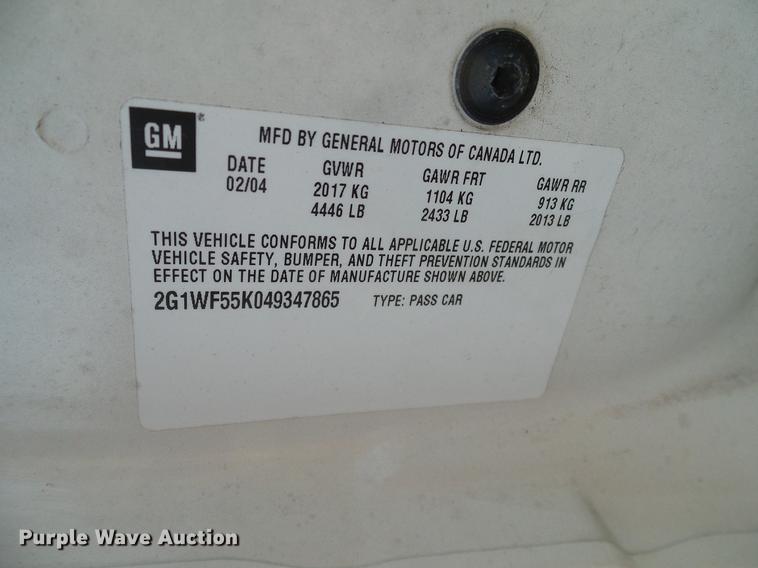 GM®
MFD BY GENERAL MOTORS OF CANADA LTD.
DATE GVWR GAWR FRT GAWR RR
02/04 2017 KG 1104 KG 913 KG
4446 LB 2433 LB 2013 LB
THIS VEHICLE CONFORMS TO ALL APPLICABLE U.S. FEDERAL MOTOR
VEHICLE SAFETY, BUMPER, AND THEFT PREVENTION STANDARDS IN
EFFECT ON THE DATE OF MANUFACTURE SHOWN ABOVE.
2G1WF55K049347865 TYPE: PASS CAR
Purple Wave Auction